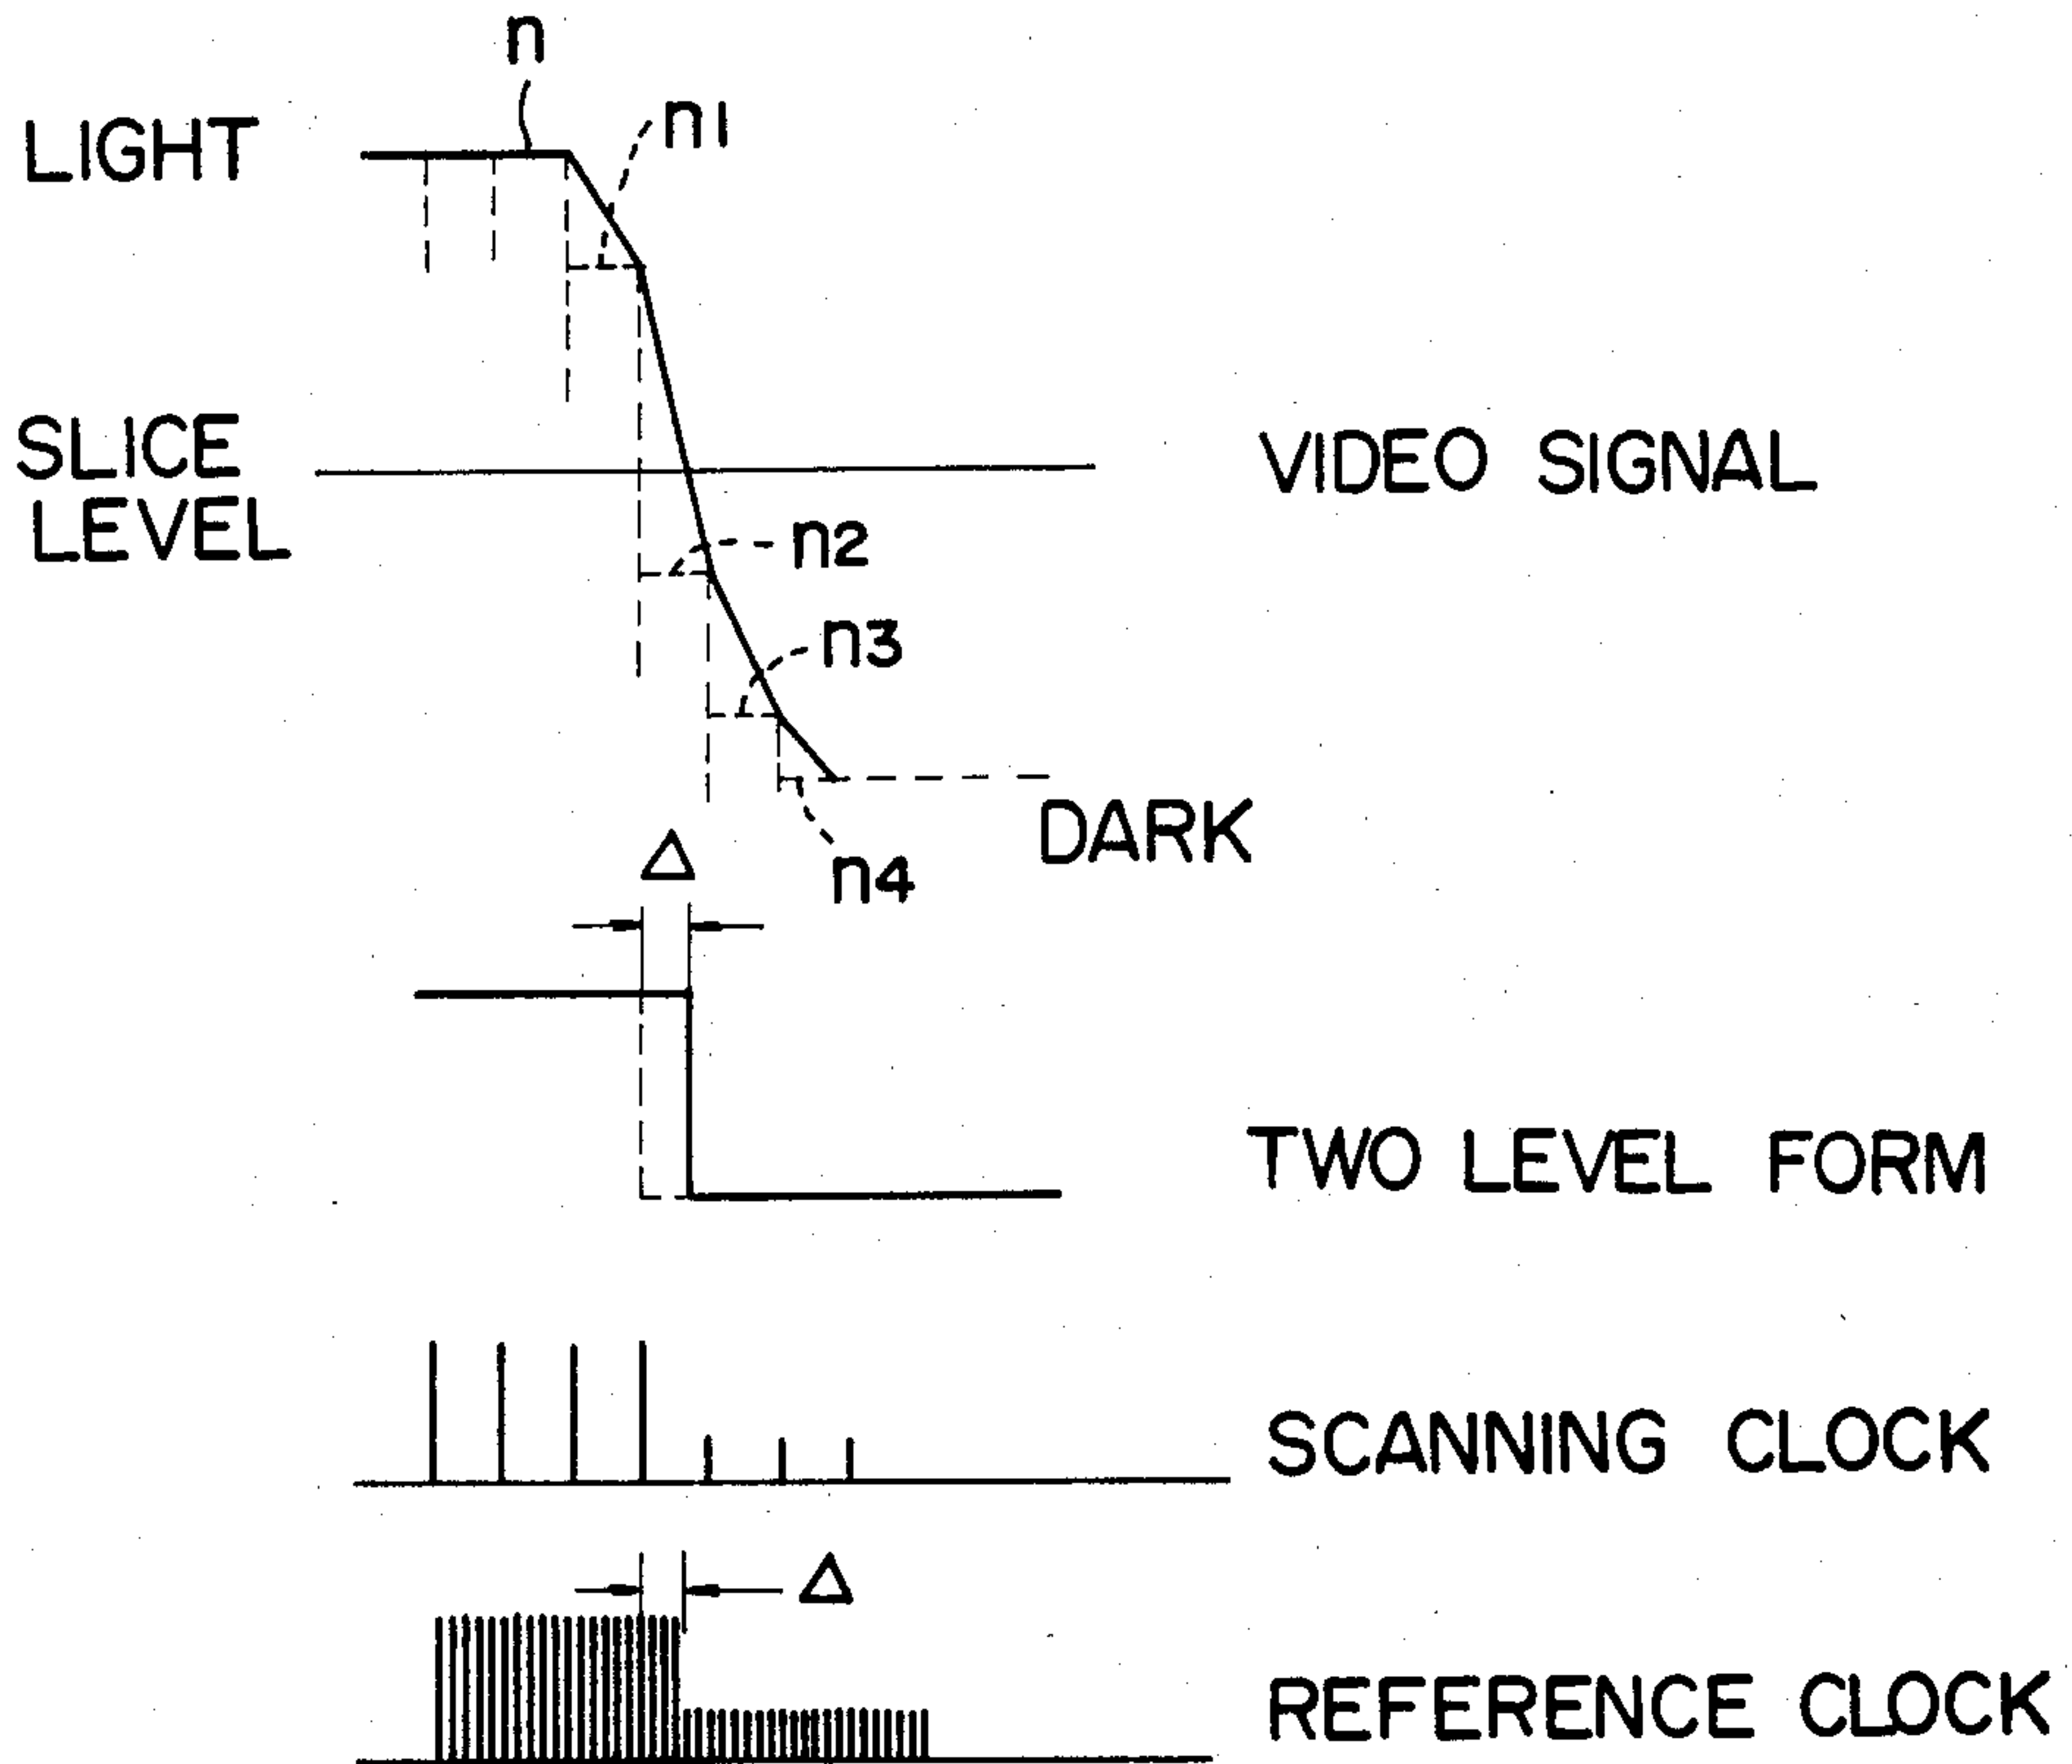 n
n1
LIGHT
SLICE
LEVEL
VIDEO SIGNAL
n2
n3
DARK
n4
Δ
TWO LEVEL FORM
SCANNING CLOCK
Δ
REFERENCE CLOCK